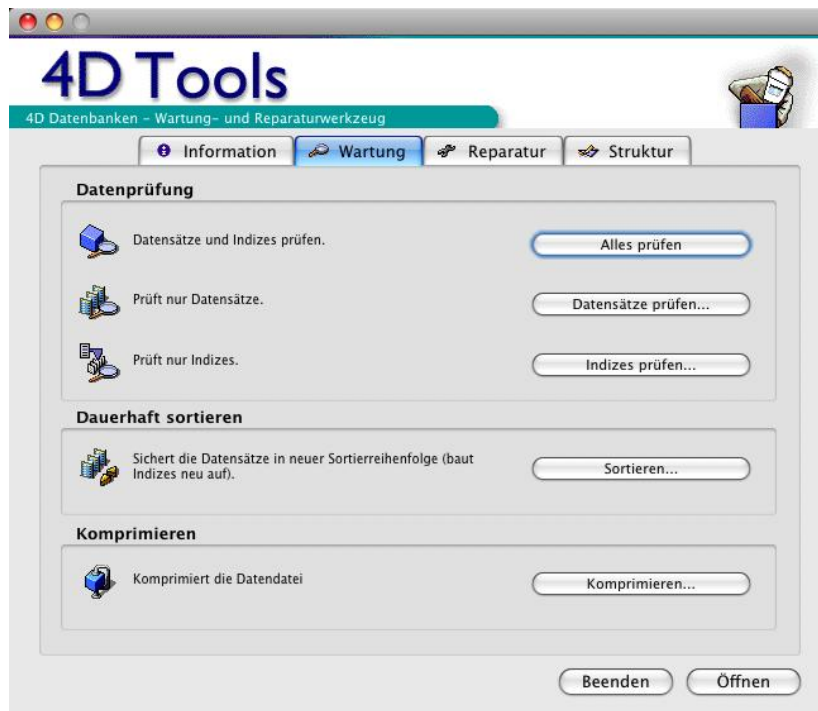 4D Tools
4D Datenbanken – Wartung- und Reparaturwerkzeug
Information
Wartung
Reparatur
Struktur
Datenprüfung
Datensätze und Indizes prüfen.
Alles prüfen
Prüft nur Datensätze.
Datensätze prüfen...
Prüft nur Indizes.
Indizes prüfen...
Dauerhaft sortieren
Sichert die Datensätze in neuer Sortierreihenfolge (baut
Indizes neu auf).
Sortieren...
Komprimieren
Komprimiert die Datendatei
Komprimieren...
Beenden
Öffnen